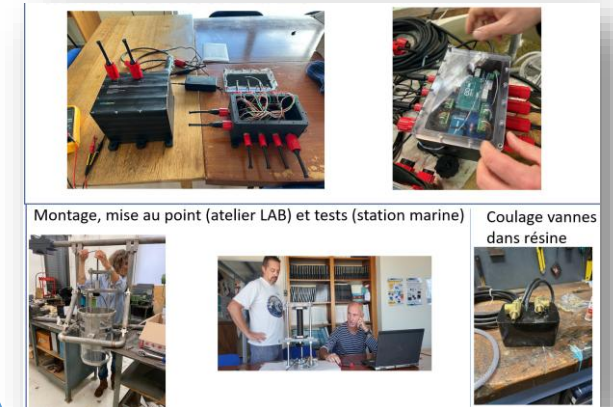 Montage, mise au point (atelier LAB) et tests (station marine)
Coulage vannes
dans résine